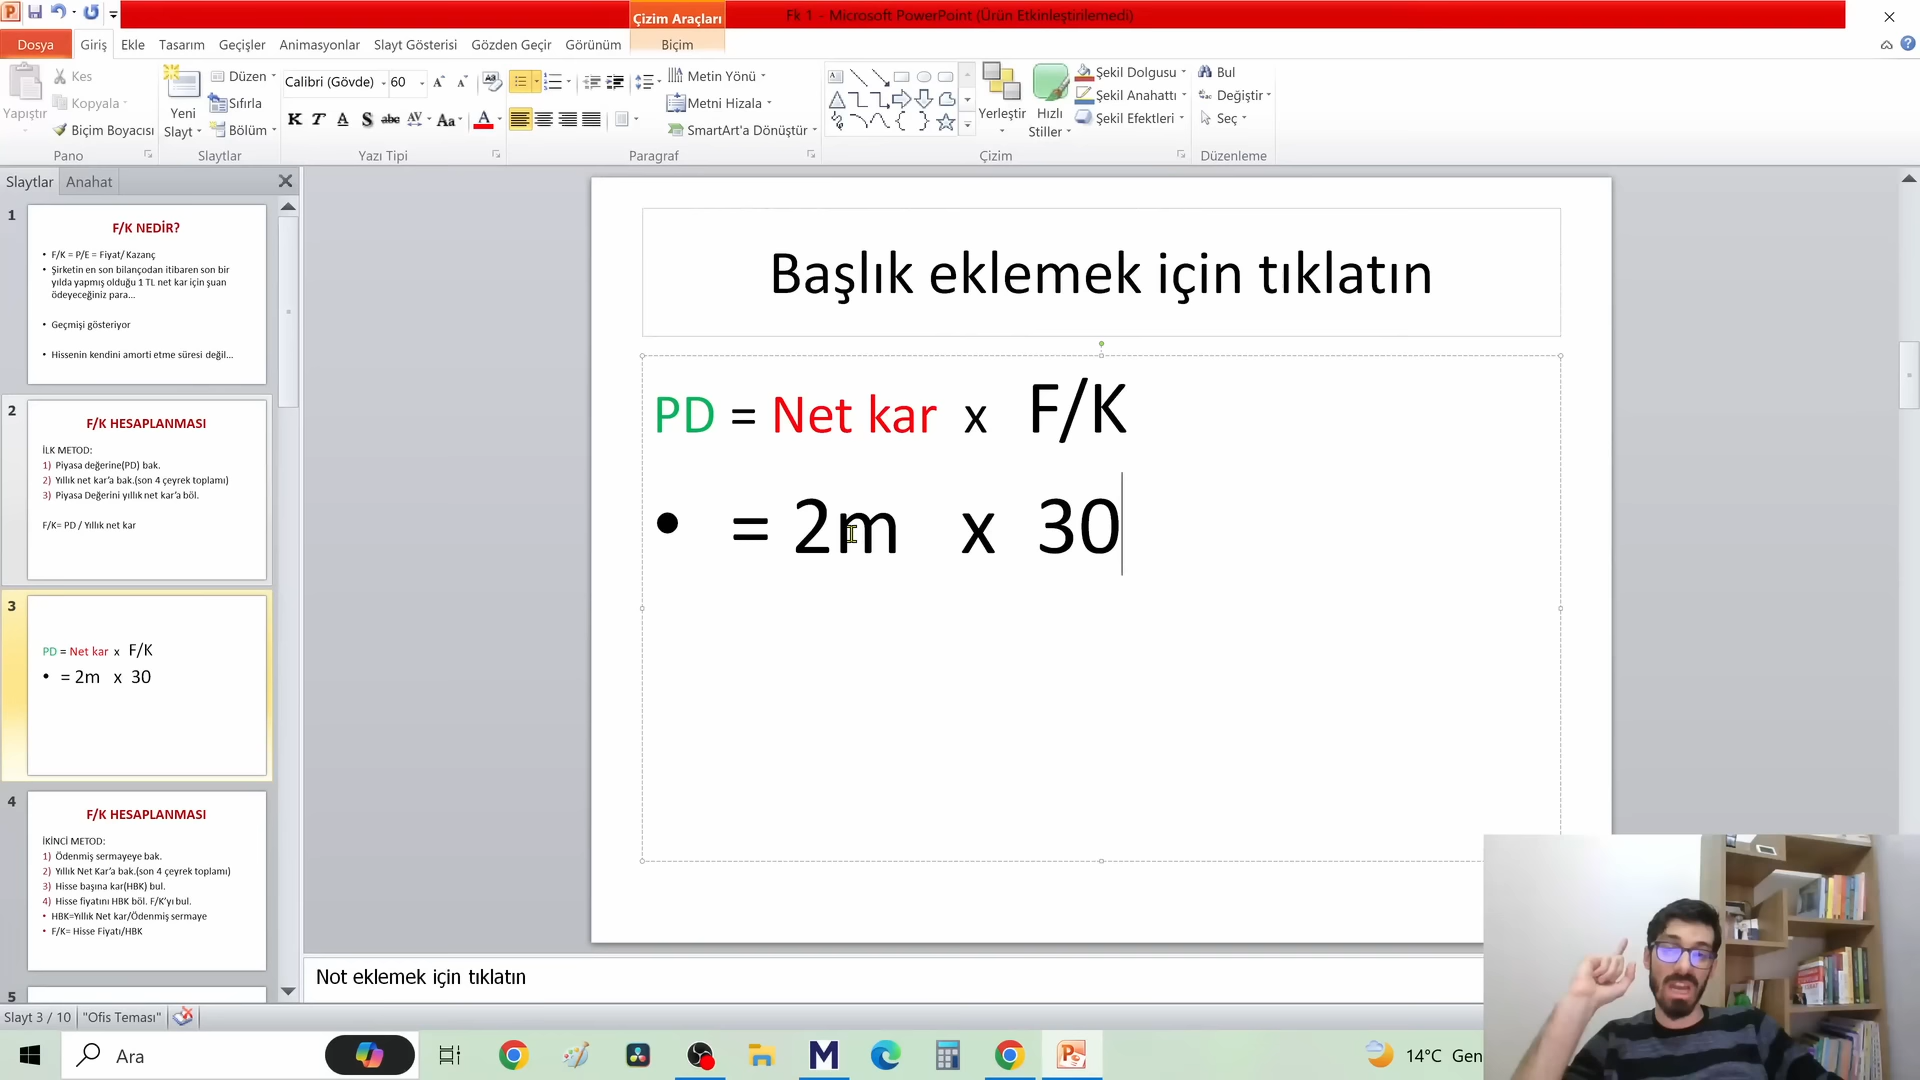 Çizim Araçları
Fk 1 - Microsoft PowerPoint (Ürün Etkinleştirilemedi)
Dosya Giriş Ekle Tasarım Geçişler Animasyonlar Slayt Gösterisi Gözden Geçir Görünüm Biçim
Yapıştır
Kes
Kopyala
Biçim Boyacısı
Pano
Yeni
Slayt
Düzen
Sıfırla
Bölüm
Slaytlar
Calibri (Gövde) 60
K T A S abc AV Aa A
Yazı Tipi
Metin Yönü
Metni Hizala
SmartArt'a Dönüştür
Paragraf
Yerleştir
Hızlı
Stiller
Şekil Dolgusu
Şekil Anahattı
Şekil Efektleri
Çizim
Bul
Değiştir
Seç
Düzenleme
Slaytlar Anahat
1
F/K NEDİR?
• F/K = P/E = Fiyat/Kazanç
• Şirketin en son bilançodan itibaren son bir
yılda yapmış olduğu 1 TL net kar için şuan
ödeyeceğiniz para...
• Geçmişi gösteriyor
• Hissenin kendini amorti etme süresi değil...
2
F/K HESAPLANMASI
İLK METOD:
1) Piyasa değerine(PD) bak.
2) Yıllık net kar'a bak.(son 4 çeyrek toplamı)
3) Piyasa Değerini yıllık net kar'a böl.
F/K= PD / Yıllık net kar
3
PD = Net kar x F/K
• = 2m x 30
4
F/K HESAPLANMASI
İKİNCİ METOD:
1) Ödenmiş sermayeye bak.
2) Yıllık Net Kar'a bak.(son 4 çeyrek toplamı)
3) Hisse başına kar(HBK) bul.
4) Hisse fiyatını HBK böl. F/K'yı bul.
• HBK=Yıllık Net kar/Ödenmiş sermaye
• F/K= Hisse Fiyatı/HBK
5
Başlık eklemek için tıklatın
PD = Net kar x F/K
• = 2m x 30
Not eklemek için tıklatın
Slayt 3 / 10 "Ofis Teması"
Ara
14°C Gen